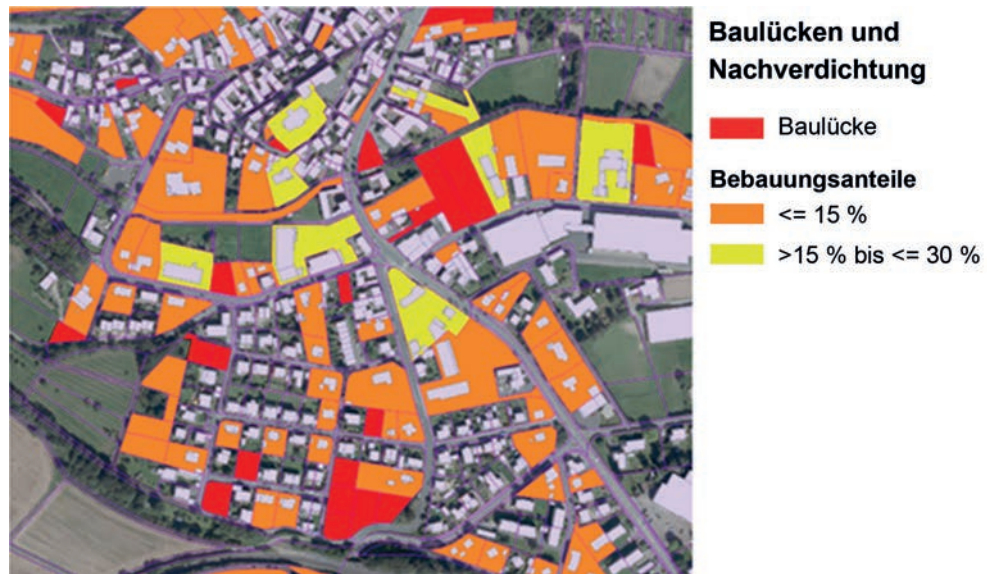 Baulücken und
Nachverdichtung
Baulücke
Bebauungsanteile
<= 15 %
>15 % bis <= 30 %